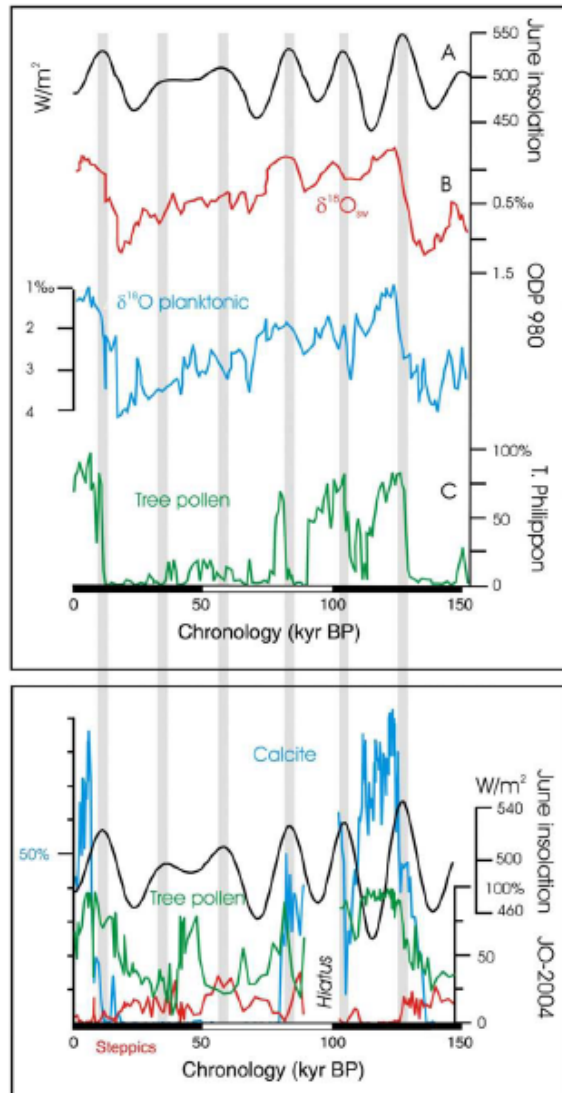 550
A
June insolation
W/m²
500
450
B
δ¹⁸Oₛᵥ
0.5‰
1.5
1‰
δ¹⁸O planktonic
2
3
4
ODP 980
100%
Tree pollen
C
50
0
T. Philippon
0 50 100 150
Chronology (kyr BP)
Calcite
W/m²
540
50%
500
June insolation
Tree pollen
100%
460
50
Hiatus
JO-2004
0
Steppics
0 50 100 150
Chronology (kyr BP)